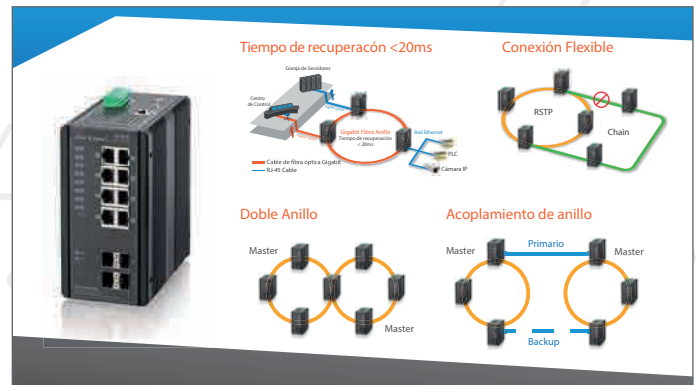 Tiempo de recuperacón <20ms
Granja de Servidores
Centro
de Control
Gigabit Fibra Anillo
Tiempo de recuperación
< 20ms
Red Ethernet
PLC
Cámara IP
Cable de fibra óptica Gigabit
RJ-45 Cable
Conexión Flexible
RSTP
Chain
Doble Anillo
Master
Master
Acoplamiento de anillo
Master
Primario
Master
Backup